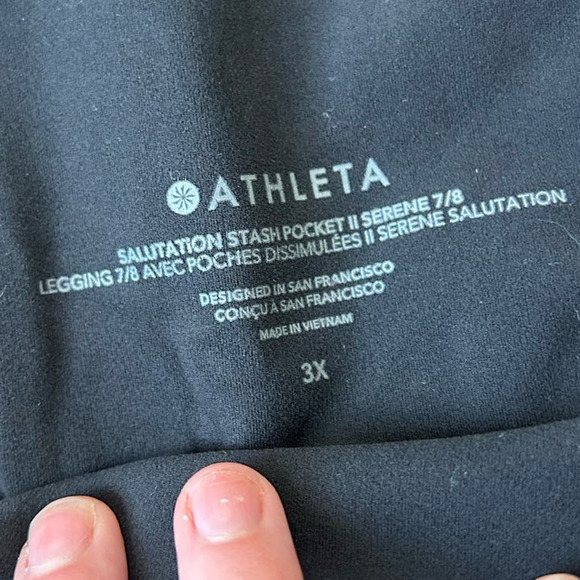 ATHLETA
SALUTATION STASH POCKET II SERENE 7/8
LEGGING 7/8 AVEC POCHES DISSIMULÉES II SERENE SALUTATION
DESIGNED IN SAN FRANCISCO
CONÇU À SAN FRANCISCO
MADE IN VIETNAM
3X